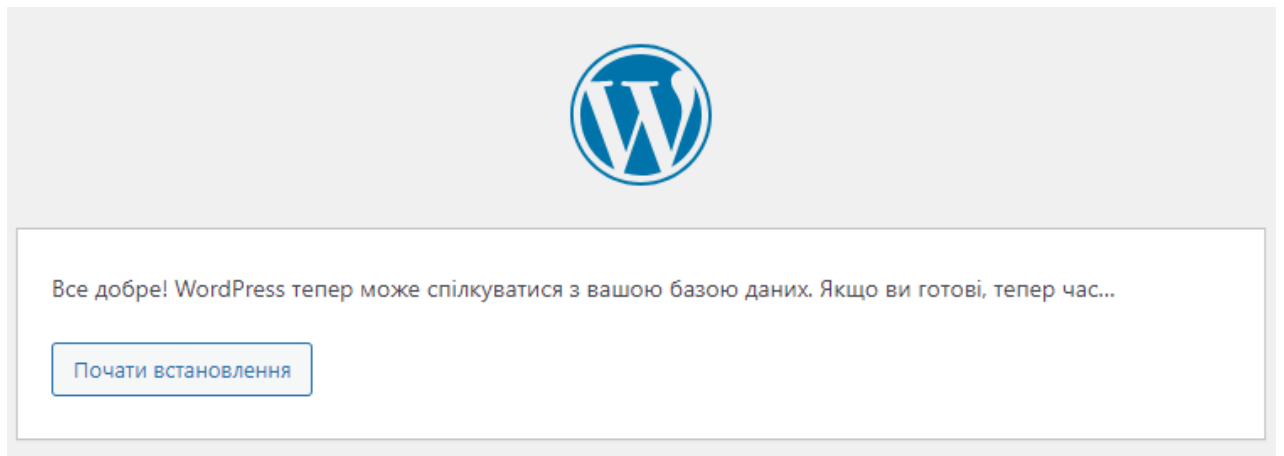 Все добре! WordPress тепер може спілкуватися з вашою базою даних. Якщо ви готові, тепер час...
Почати встановлення